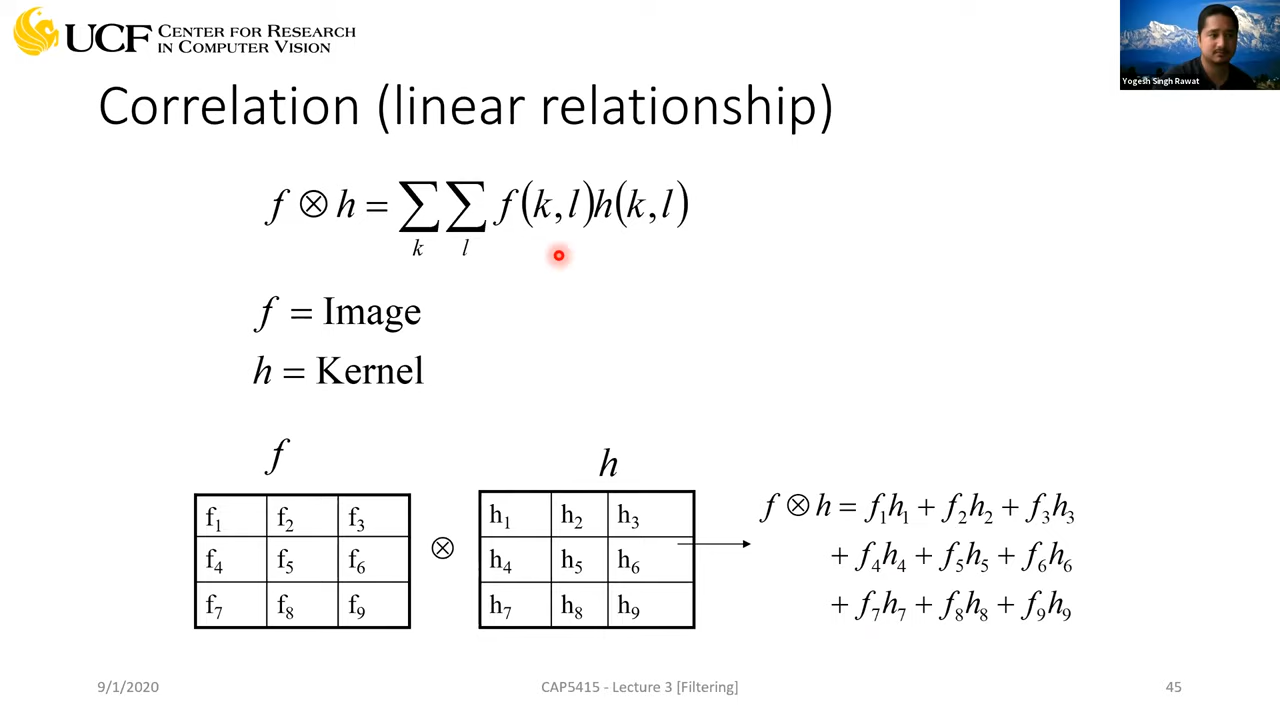 UCF CENTER FOR RESEARCH
IN COMPUTER VISION
Yogesh Singh Rawat
Correlation (linear relationship)
f ⊗ h = ∑ ∑ f(k,l)h(k,l)
k l
f = Image
h = Kernel
f
h
f₁ f₂ f₃
f₄ f₅ f₆
f₇ f₈ f₉
⊗
h₁ h₂ h₃
h₄ h₅ h₆
h₇ h₈ h₉
f ⊗ h = f₁h₁ + f₂h₂ + f₃h₃
+ f₄h₄ + f₅h₅ + f₆h₆
+ f₇h₇ + f₈h₈ + f₉h₉
9/1/2020
CAP5415 - Lecture 3 [Filtering]
45